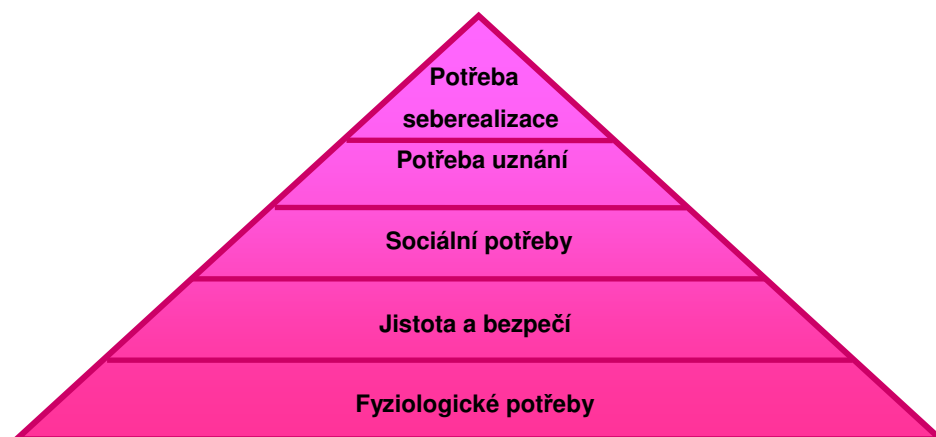 Potřeba
seberealizace
Potřeba uznání
Sociální potřeby
Jistota a bezpečí
Fyziologické potřeby